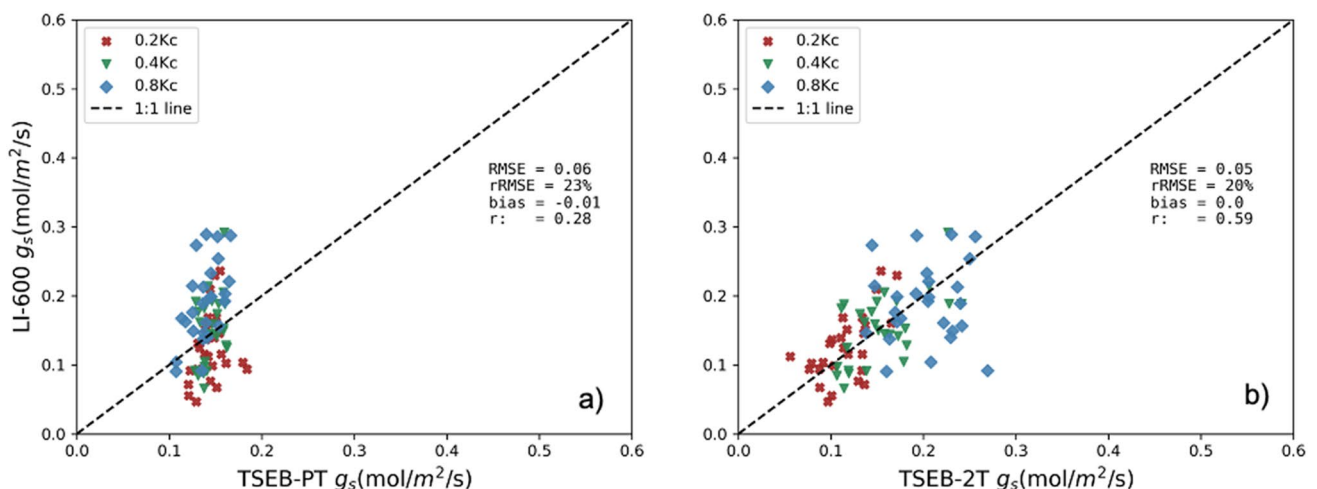 0.6
0.5
0.4
0.3
0.2
0.1
0.0
LI-600 gₛ(mol/m²/s)
0.2Kc
0.4Kc
0.8Kc
1:1 line
RMSE = 0.06
rRMSE = 23%
bias = -0.01
r: = 0.28
a)
0.0 0.1 0.2 0.3 0.4 0.5 0.6
TSEB-PT gₛ(mol/m²/s)
0.6
0.5
0.4
0.3
0.2
0.1
0.0
0.2Kc
0.4Kc
0.8Kc
1:1 line
RMSE = 0.05
rRMSE = 20%
bias = 0.0
r: = 0.59
b)
0.0 0.1 0.2 0.3 0.4 0.5 0.6
TSEB-2T gₛ(mol/m²/s)